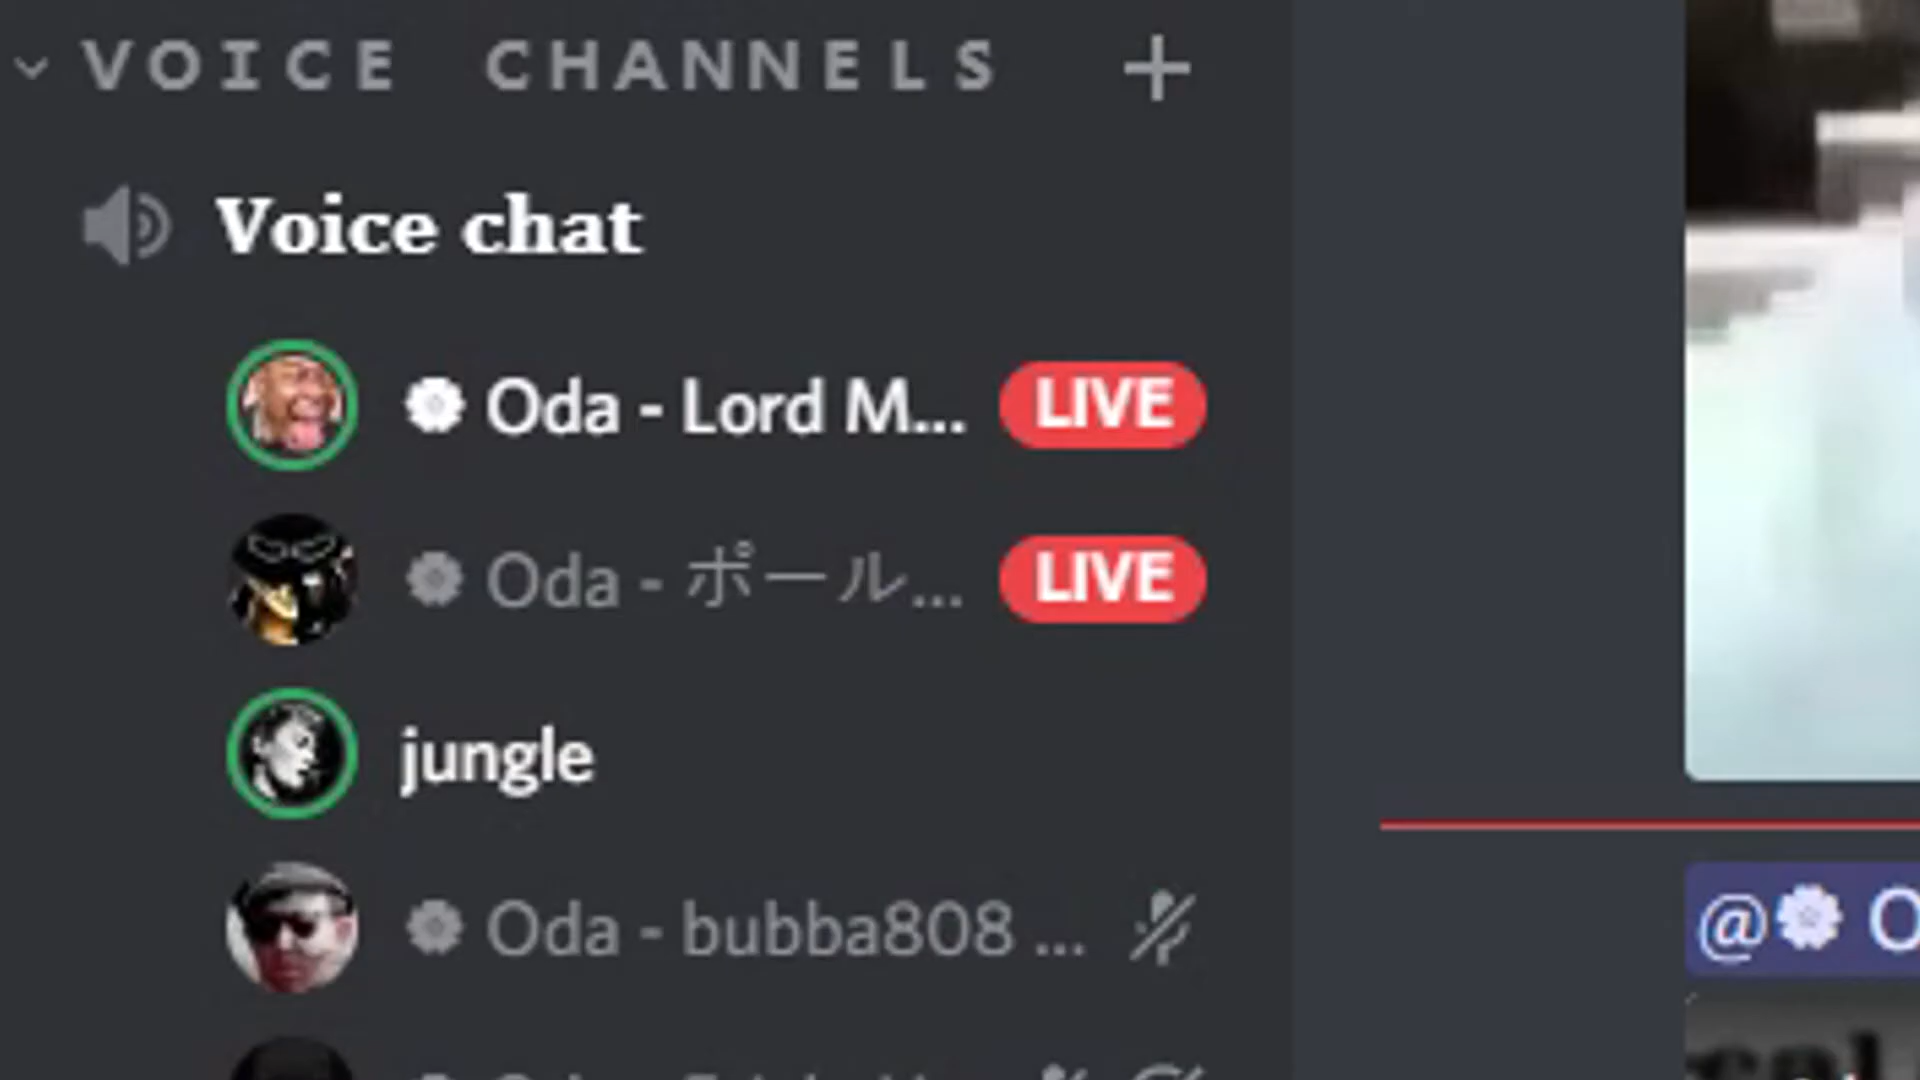 VOICE CHANNELS
Voice chat
Oda - Lord M... LIVE
Oda - ポール... LIVE
jungle
Oda - bubba808 ...
@ O